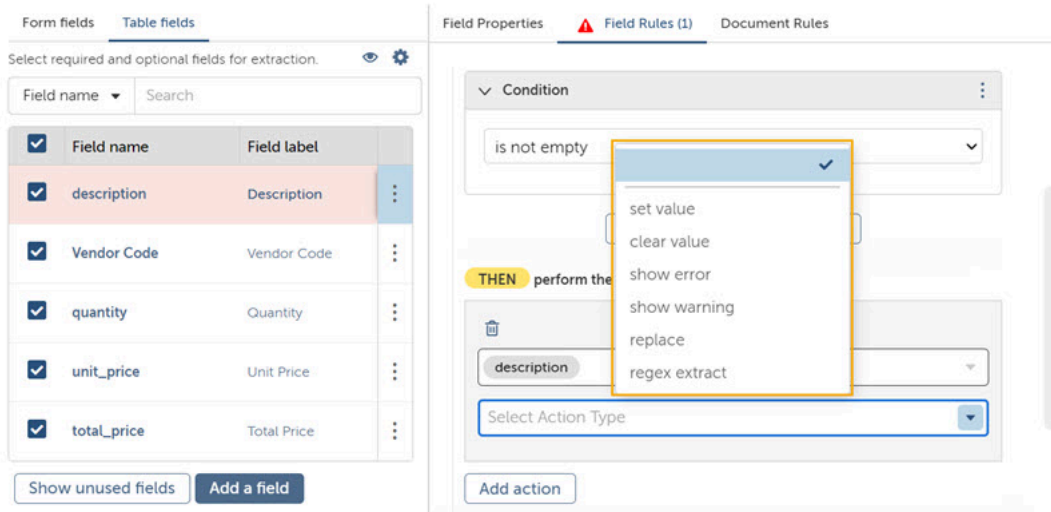 Form fields
Table fields
Select required and optional fields for extraction.
Field name
Search
Field name
Field label
description
Description
Vendor Code
Vendor Code
quantity
Quantity
unit_price
Unit Price
total_price
Total Price
Show unused fields
Add a field
Field Properties
Field Rules (1)
Document Rules
Condition
is not empty
set value
clear value
show error
show warning
replace
regex extract
THEN
perform the
description
Select Action Type
Add action